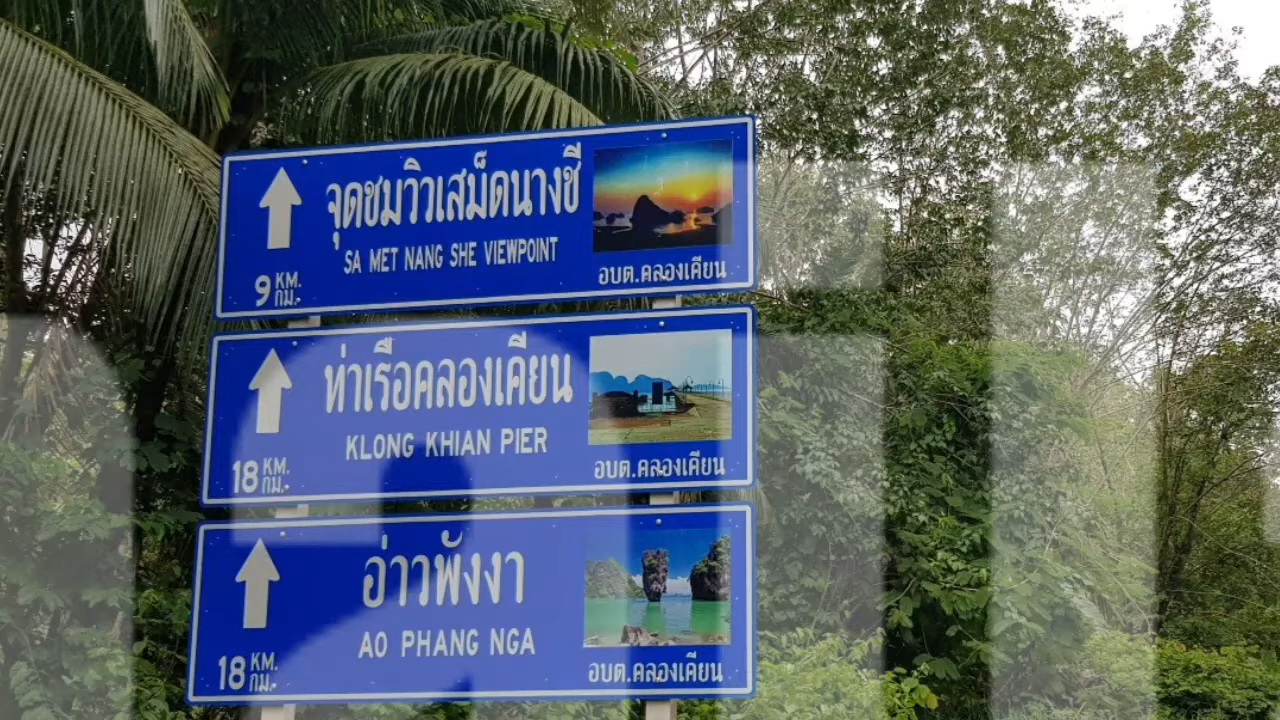 จุดชมวิวเสม็ดนางชี
SA MET NANG SHE VIEWPOINT
9 KM.
กม.
อบต.คลองเคียน
ท่าเรือคลองเคียน
KLONG KHIAN PIER
18 KM.
กม.
อบต.คลองเคียน
อ่าวพังงา
AO PHANG NGA
18 KM.
กม.
อบต.คลองเคียน